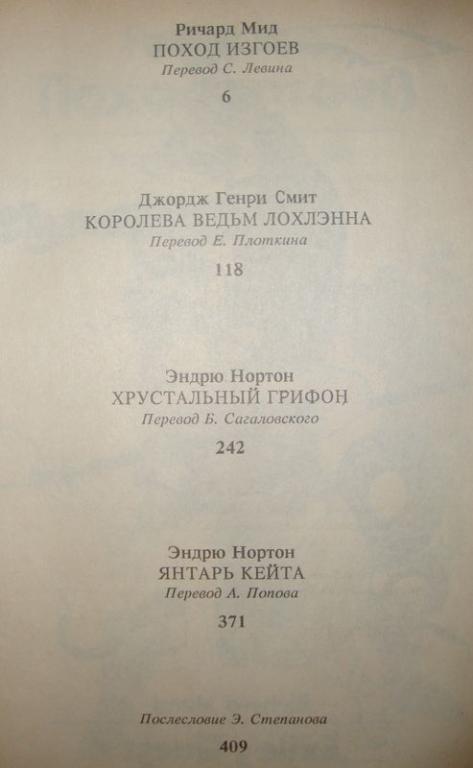 Ричард Мид
ПОХОД ИЗГОЕВ
Перевод С. Левина
6
Джордж Генри Смит
КОРОЛЕВА ВЕДЬМ ЛОХЛЭННА
Перевод Е. Плоткина
118
Эндрю Нортон
ХРУСТАЛЬНЫЙ ГРИФОН
Перевод Б. Сагаловского
242
Эндрю Нортон
ЯНТАРЬ КЕЙТА
Перевод А. Попова
371
Послесловие Э. Степанова
409